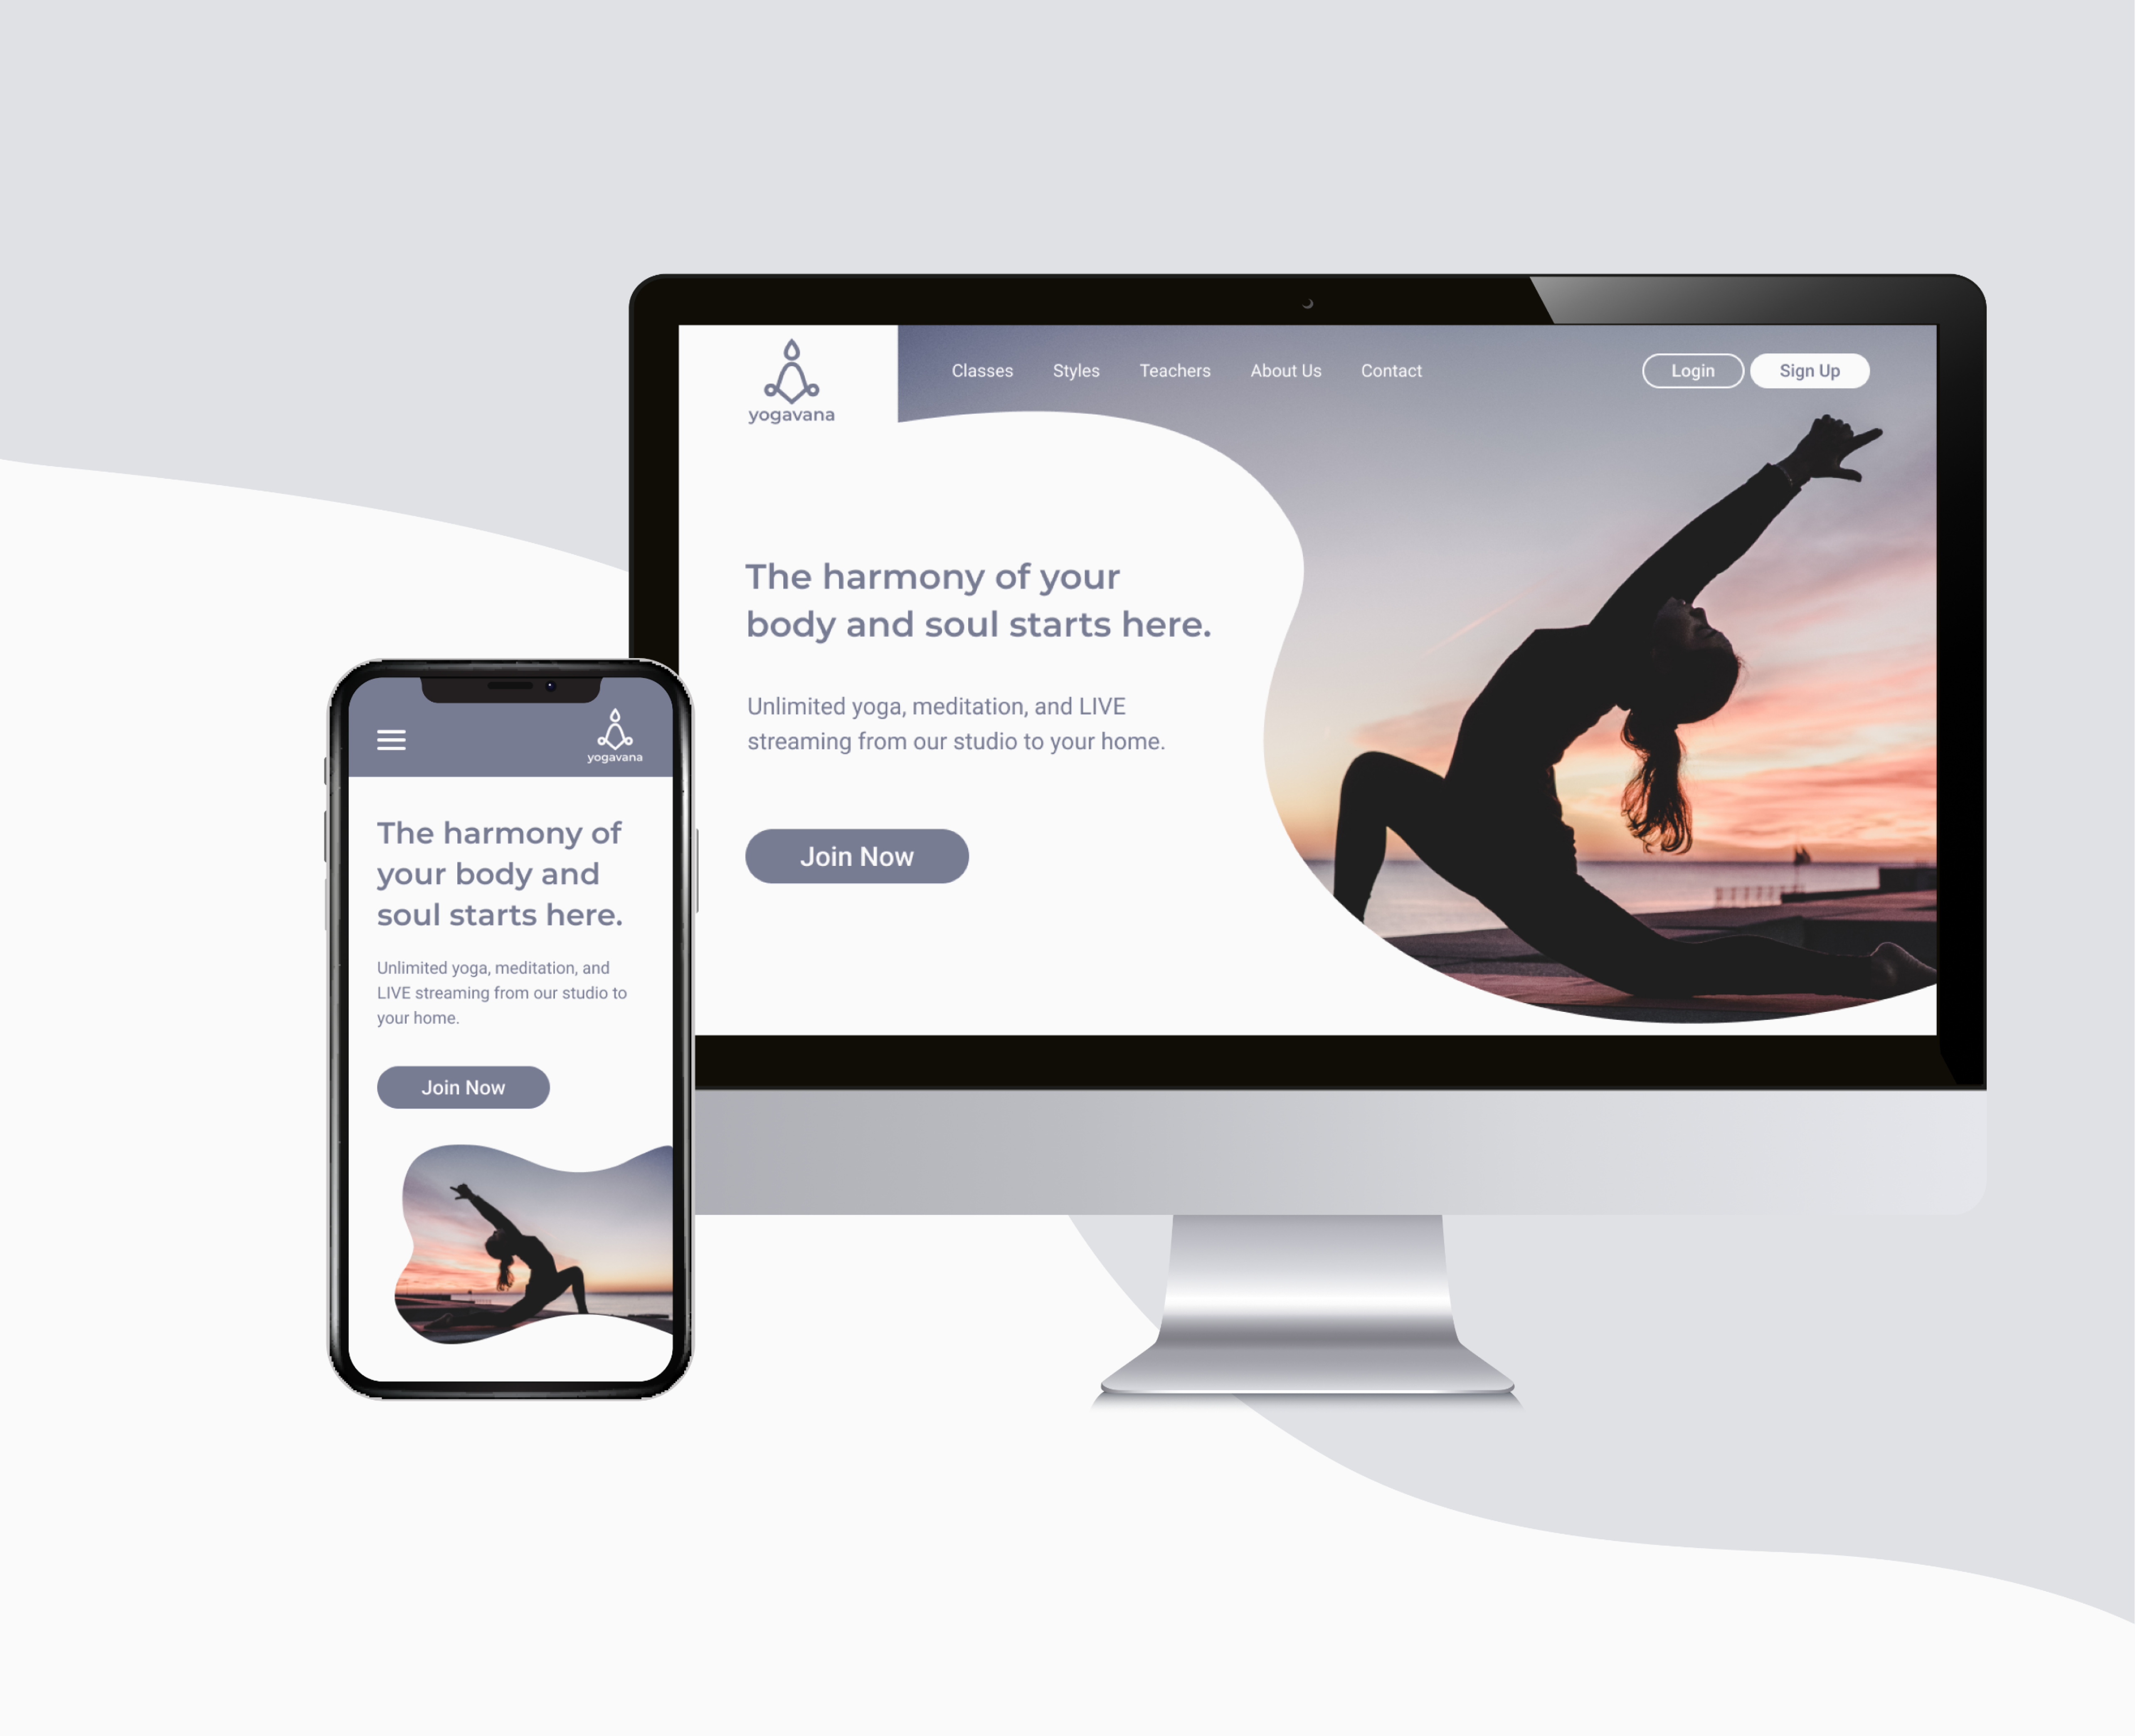 yogavana
Classes Styles Teachers About Us Contact
Login Sign Up
The harmony of your
body and soul starts here.
Unlimited yoga, meditation, and LIVE
streaming from our studio to your home.
Join Now
yogavana
The harmony of
your body and
soul starts here.
Unlimited yoga, meditation, and
LIVE streaming from our studio to
your home.
Join Now